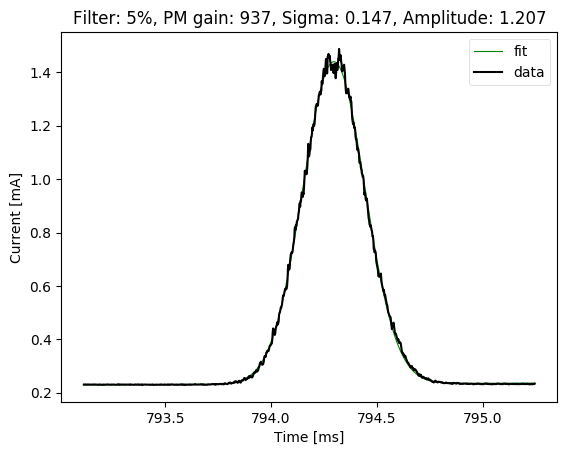 Filter: 5%, PM gain: 937, Sigma: 0.147, Amplitude: 1.207
fit
data
1.4
1.2
1.0
0.8
0.6
0.4
0.2
Current [mA]
793.5 794.0 794.5 795.0
Time [ms]